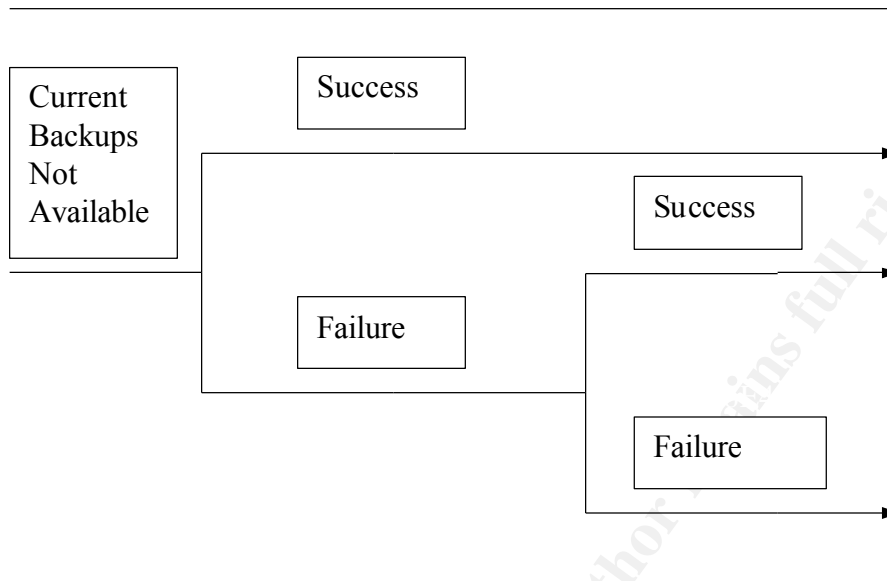 Current
Backups
Not
Available
Success
Success
Failure
Failure